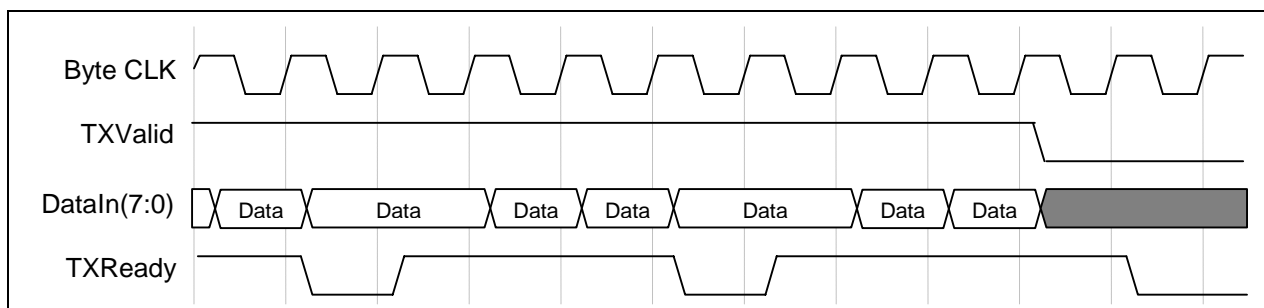 Byte CLK
TXValid
DataIn(7:0) Data Data Data Data Data Data Data
TXReady